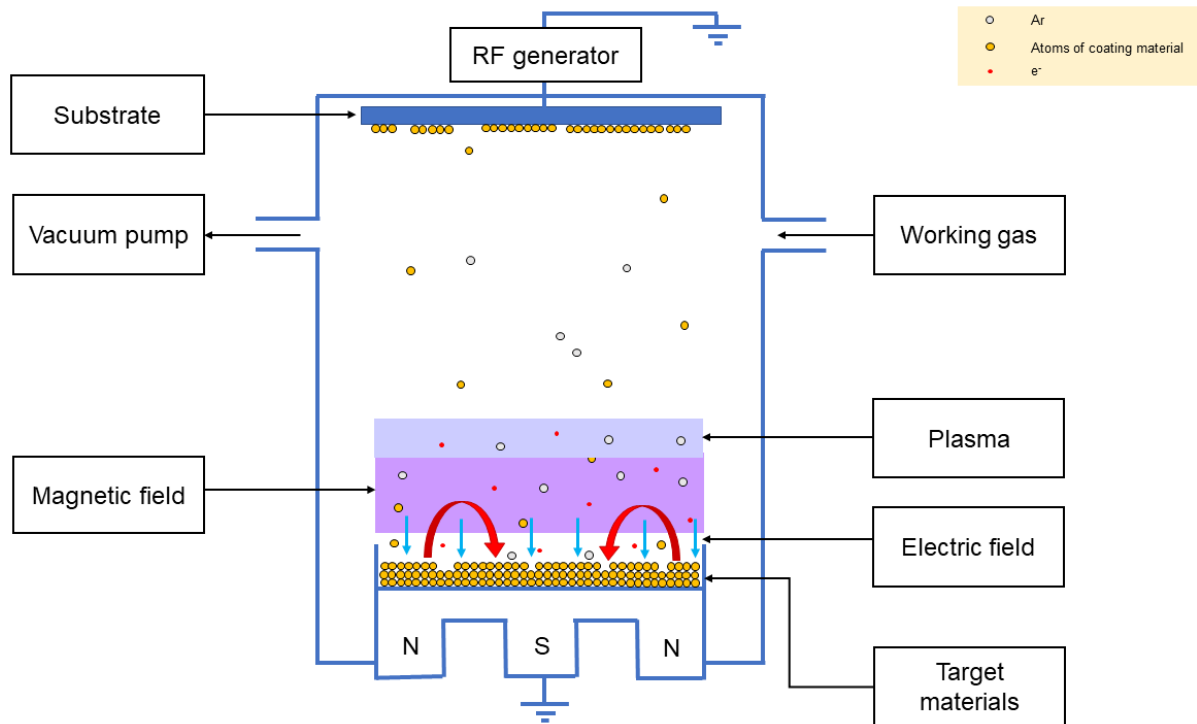 RF generator
Ar
Atoms of coating material
e⁻
Substrate
Vacuum pump
Working gas
Plasma
Magnetic field
Electric field
N
S
N
Target
materials